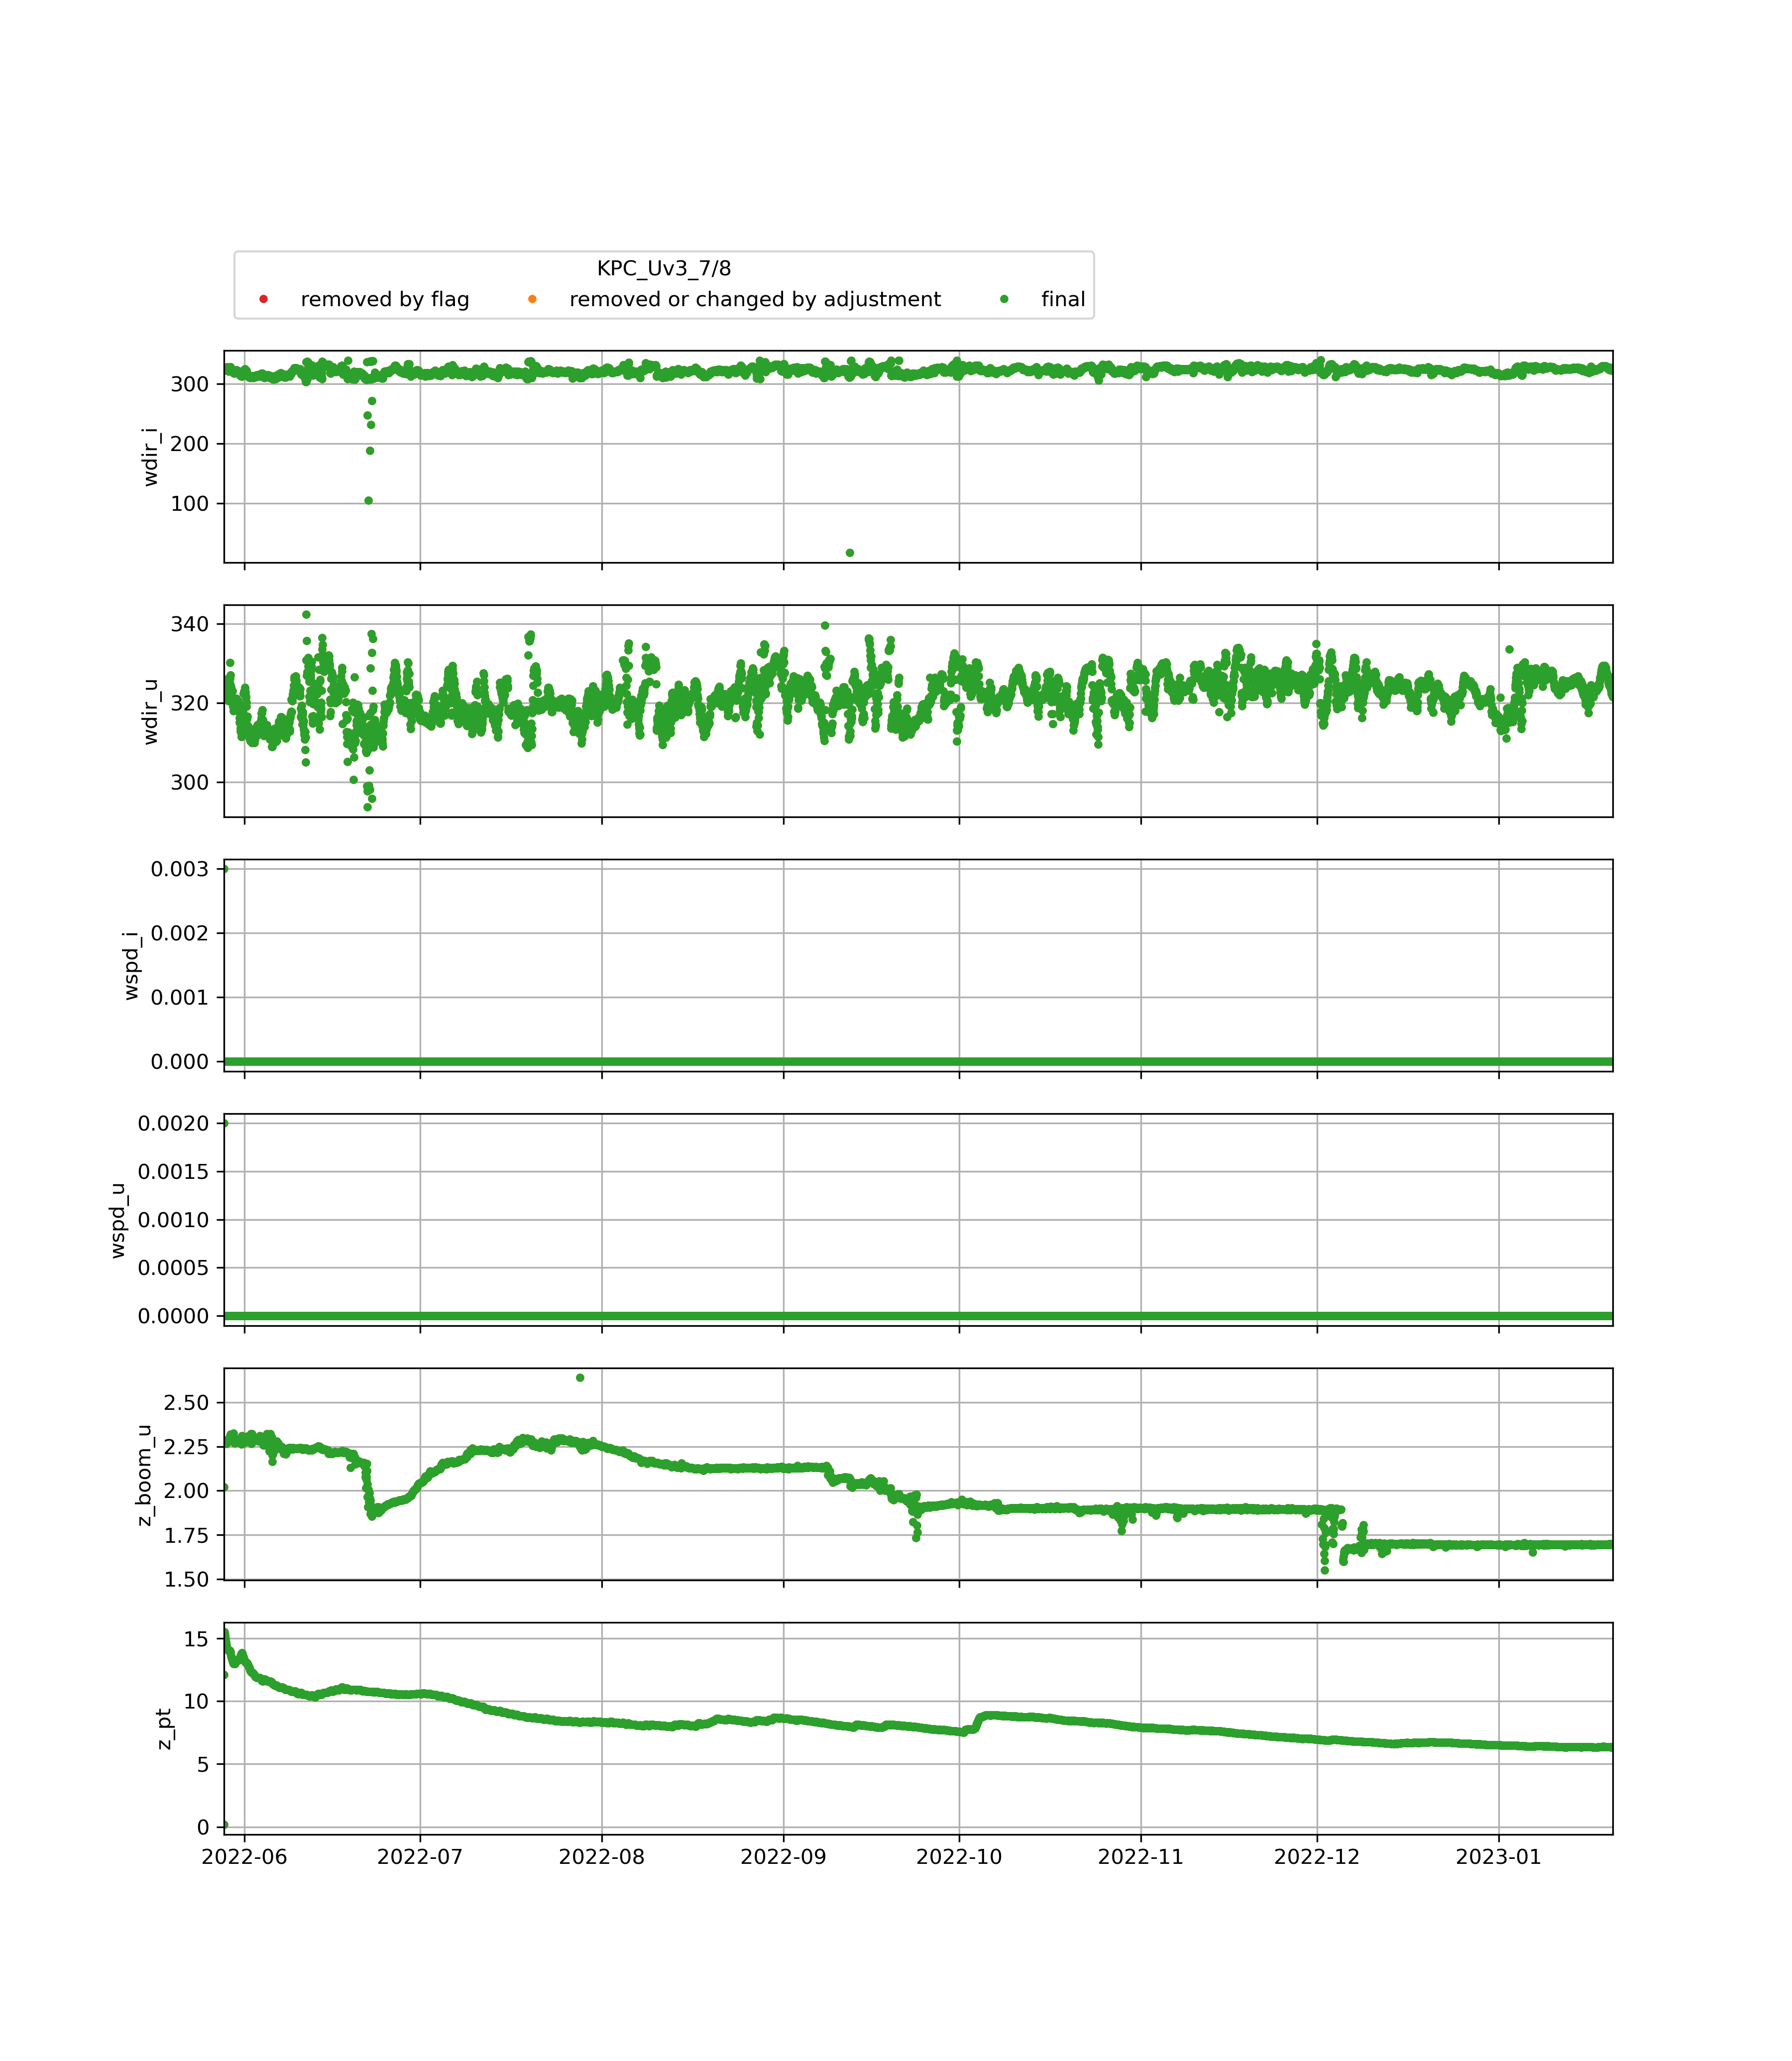 KPC_Uv3_7/8
removed by flag removed or changed by adjustment final
300
200
100
wdir_i
340
320
300
wdir_u
0.003
0.002
0.001
0.000
wspd_i
0.0020
0.0015
0.0010
0.0005
0.0000
wspd_u
2.50
2.25
2.00
1.75
1.50
z_boom_u
15
10
5
0
z_pt
2022-06 2022-07 2022-08 2022-09 2022-10 2022-11 2022-12 2023-01